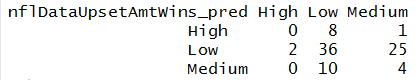 nflDataUpsetAmtWins_pred High Low Medium
High 0 8 1
Low 2 36 25
Medium 0 10 4